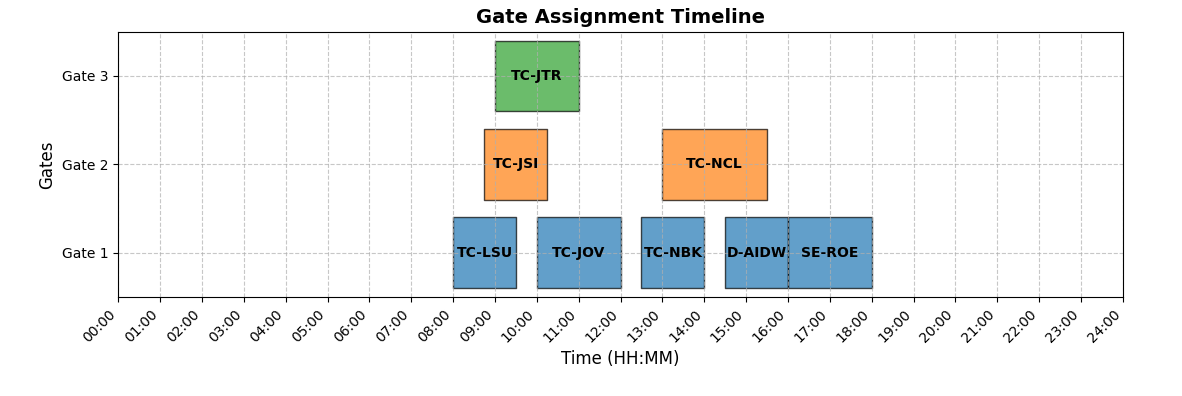 Gate Assignment Timeline
Gates
Gate 3
TC-JTR
Gate 2
TC-JSI
TC-NCL
Gate 1
TC-LSU
TC-JOV
TC-NBK
D-AIDW
SE-ROE
00:00
01:00
02:00
03:00
04:00
05:00
06:00
07:00
08:00
09:00
10:00
11:00
12:00
13:00
14:00
15:00
16:00
17:00
18:00
19:00
20:00
21:00
22:00
23:00
24:00
Time (HH:MM)